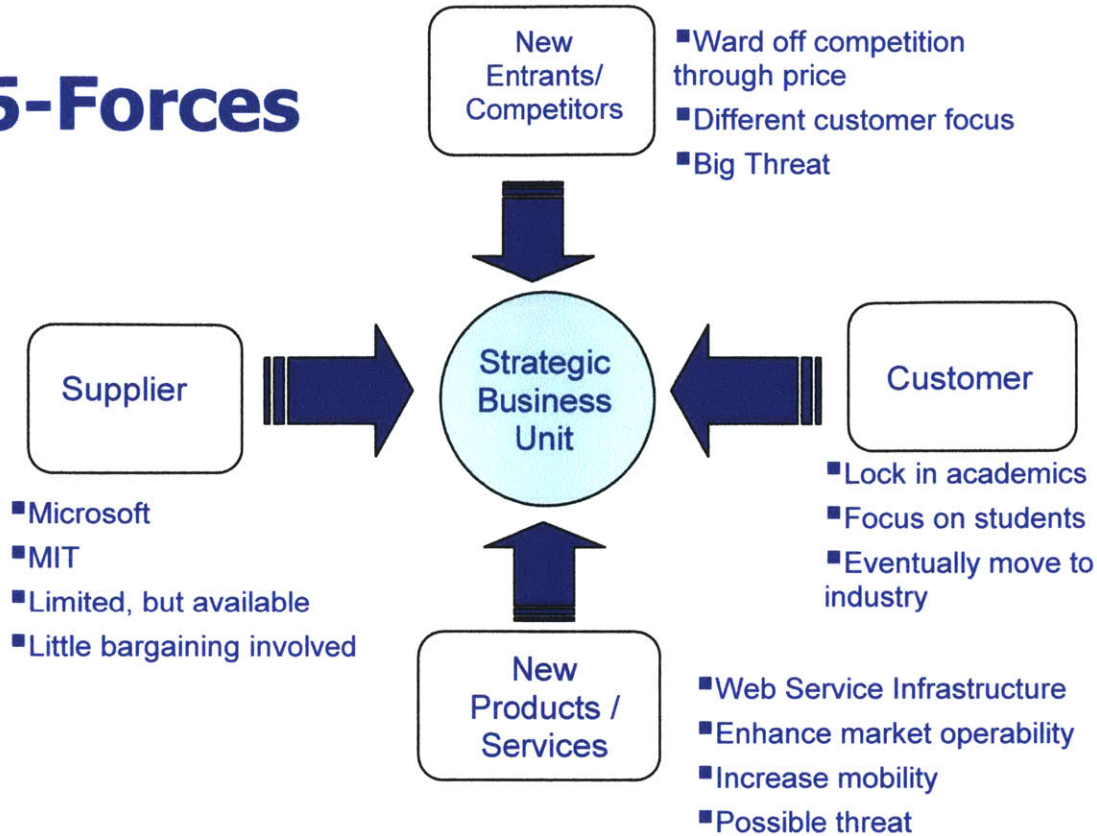 5-Forces
New
Entrants/
Competitors
■Ward off competition
through price
■Different customer focus
■Big Threat
Supplier
■Microsoft
■MIT
■Limited, but available
■Little bargaining involved
Strategic
Business
Unit
Customer
■Lock in academics
■Focus on students
■Eventually move to
industry
New
Products /
Services
■Web Service Infrastructure
■Enhance market operability
■Increase mobility
■Possible threat